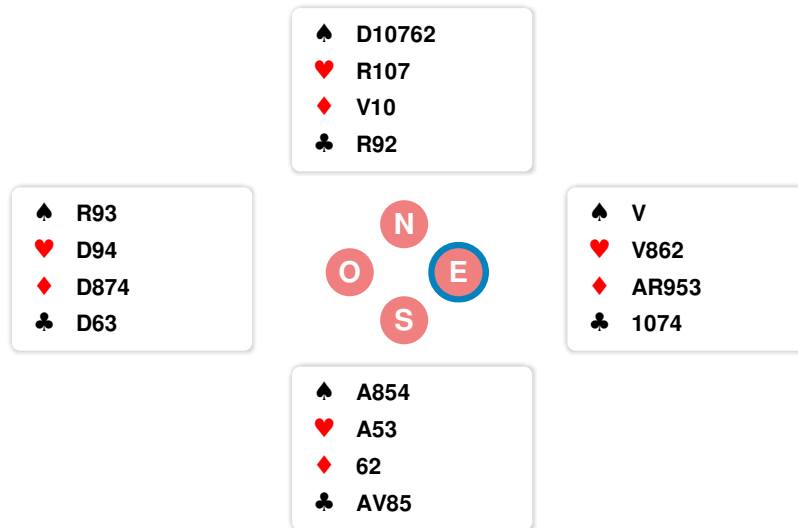 ♠ D10762
♥ R107
♦ V10
♣ R92
♠ R93
♥ D94
♦ D874
♣ D63
N
O
E
S
♠ V
♥ V862
♦ AR953
♣ 1074
♠ A854
♥ A53
♦ 62
♣ AV85